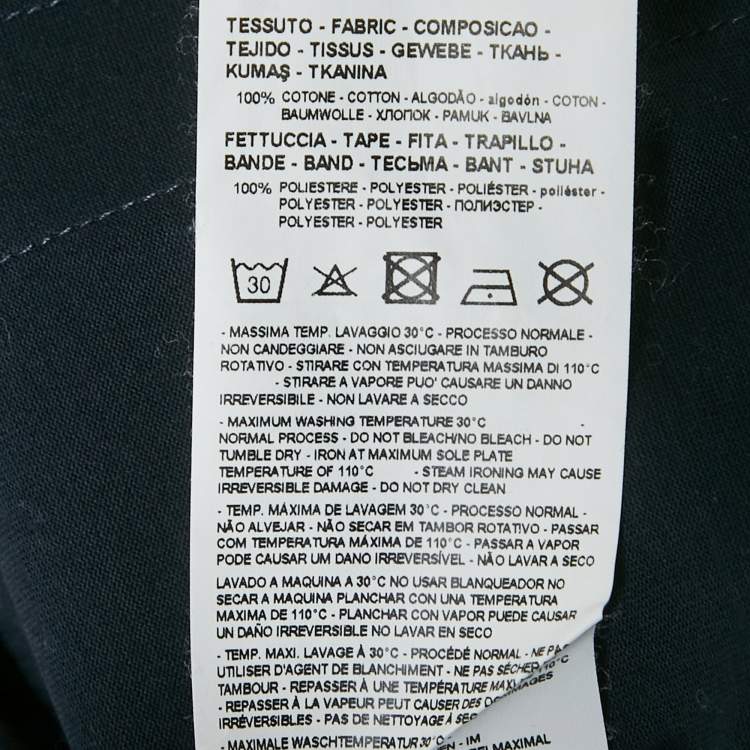 TESSUTO - FABRIC - COMPOSICAO -
TEJIDO - TISSUS - GEWEBE - ТКАНЬ -
KUMAŞ - TKANINA
100% COTONE - COTTON - ALGODÃO - algodón - COTON -
BAUMWOLLE - ХЛОПОК - PAMUK - BAVLNA
FETTUCCIA - TAPE - FITA - TRAPILLO -
BANDE - BAND - ТЕСЬМА - BANT - STUHA
100% POLIESTERE - POLYESTER - POLIÉSTER - poliéster -
POLYESTER - POLYESTER - ПОЛИЭСТЕР -
POLYESTER - POLYESTER
30
- MASSIMA TEMP. LAVAGGIO 30°C - PROCESSO NORMALE -
NON CANDEGGIARE - NON ASCIUGARE IN TAMBURO
ROTATIVO - STIRARE CON TEMPERATURA MASSIMA DI 110°C
- STIRARE A VAPORE PUO' CAUSARE UN DANNO
IRREVERSIBILE - NON LAVARE A SECCO
- MAXIMUM WASHING TEMPERATURE 30°C -
NORMAL PROCESS - DO NOT BLEACH/NO BLEACH - DO NOT
TUMBLE DRY - IRON AT MAXIMUM SOLE PLATE
TEMPERATURE OF 110°C - STEAM IRONING MAY CAUSE
IRREVERSIBLE DAMAGE - DO NOT DRY CLEAN
- TEMP. MÁXIMA DE LAVAGEM 30°C - PROCESSO NORMAL -
NÃO ALVEJAR - NÃO SECAR EM TAMBOR ROTATIVO - PASSAR
COM TEMPERATURA MÁXIMA DE 110°C - PASSAR A VAPOR
PODE CAUSAR UM DANO IRREVERSÍVEL - NÃO LAVAR A SECO
LAVADO A MAQUINA A 30°C NO USAR BLANQUEADOR NO
SECAR A MAQUINA PLANCHAR CON UNA TEMPERATURA
MAXIMA DE 110°C - PLANCHAR CON VAPOR PUEDE CAUSAR
UN DAÑO IRREVERSIBLE NO LAVAR EN SECO
- TEMP. MAXI. LAVAGE À 30°C - PROCÉDÉ NORMAL - NE
UTILISER D'AGENT DE BLANCHIMENT - NE PAS
TAMBOUR - REPASSER À UNE TEMPÉRATURE
- REPASSER À LA VAPEUR PEUT CAUSER DES
IRRÉVERSIBLES - PAS DE NETTOYAGE À
- MAXIMALE WASCHTEMPERATUR 30°C - IM
MAXIMAL